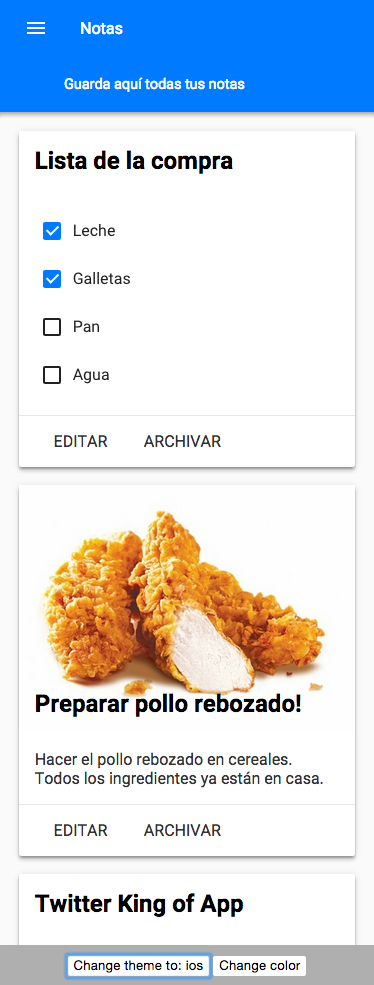 Notas
Guarda aquí todas tus notas
Lista de la compra
Leche
Galletas
Pan
Agua
EDITAR ARCHIVAR
Preparar pollo rebozado!
Hacer el pollo rebozado en cereales.
Todos los ingredientes ya están en casa.
EDITAR ARCHIVAR
Twitter King of App
Change theme to: ios Change color